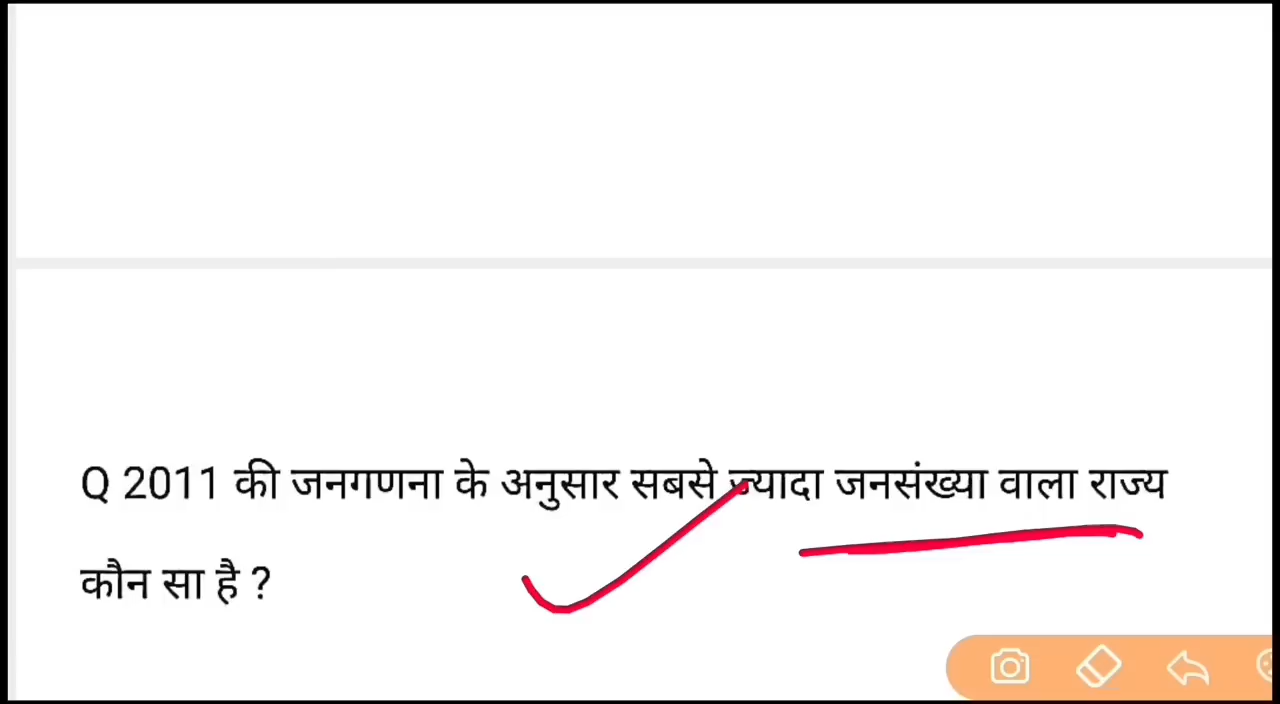 Q 2011 की जनगणना के अनुसार सबसे ज्यादा जनसंख्या वाला राज्य
कौन सा है ?